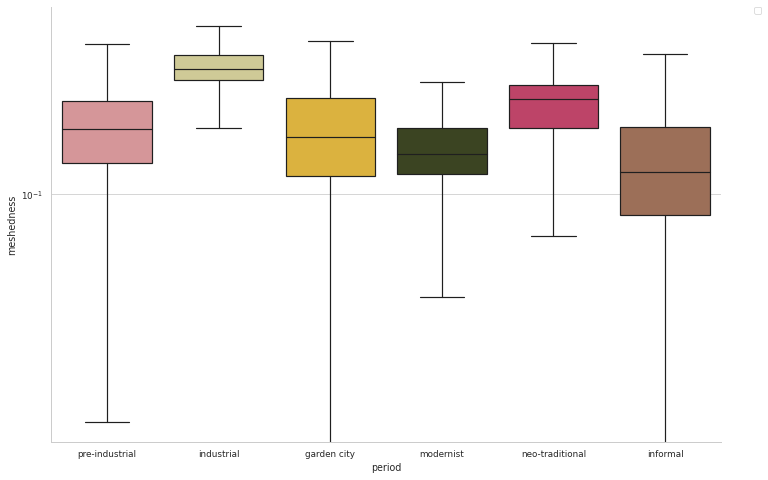 meshedness
10⁻¹
pre-industrial industrial garden city modernist neo-traditional informal
period